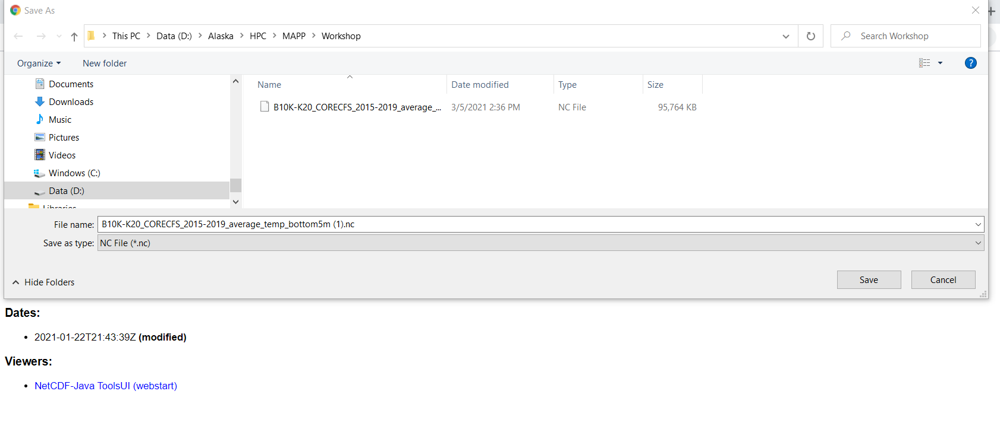 Save As
This PC > Data (D:) > Alaska > HPC > MAPP > Workshop
Search Workshop
Organize
New folder
?
Documents
Downloads
Music
Pictures
Videos
Windows (C:)
Data (D:)
Libraries
Name Date modified Type Size
B10K-K20_CORECFS_2015-2019_average_... 3/5/2021 2:36 PM NC File 95,764 KB
File name: B10K-K20_CORECFS_2015-2019_average_temp_bottom5m (1).nc
Save as type: NC File (*.nc)
Hide Folders
Save
Cancel
Dates:
• 2021-01-22T21:43:39Z (modified)
Viewers:
• NetCDF-Java ToolsUI (webstart)